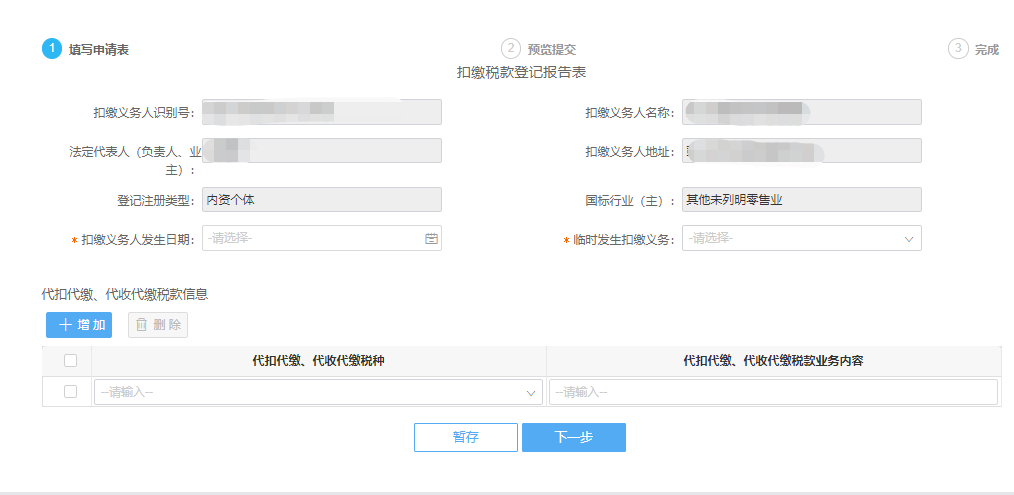 1 填写申请表 2 预览提交 3 完成
扣缴税款登记报告表
扣缴义务人识别号: 扣缴义务人名称:
法定代表人（负责人、业主）: 扣缴义务人地址:
登记注册类型: 内资个体 国标行业（主）: 其他未列明零售业
* 扣缴义务人发生日期: -请选择- * 临时发生扣缴义务: -请选择-
代扣代缴、代收代缴税款信息
增加 删除
代扣代缴、代收代缴税种 代扣代缴、代收代缴税款业务内容
--请输入-- --请输入--
暂存 下一步